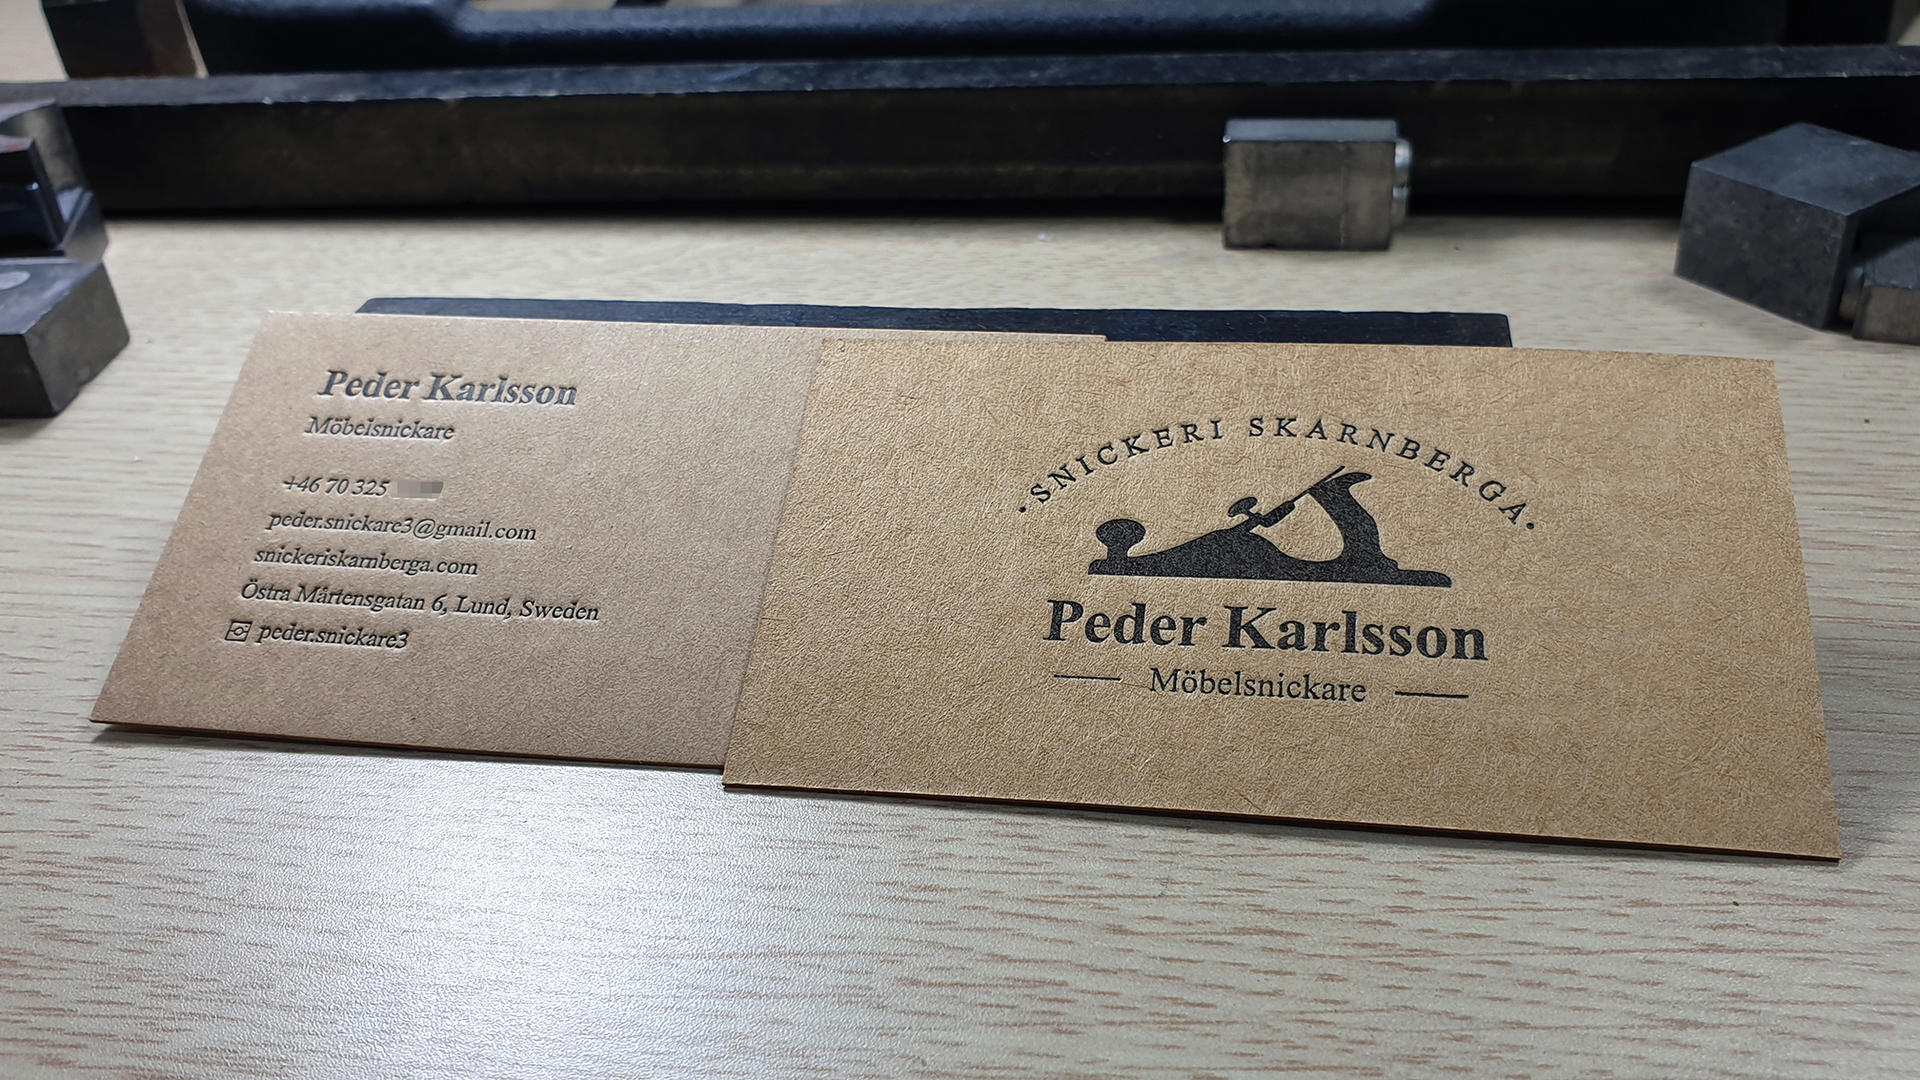 Peder Karlsson
Möbelsnickare
+46 70 325
peder.snickare3@gmail.com
snickeriskarnberga.com
Östra Mårtensgatan 6, Lund, Sweden
peder.snickare3
· SNICKERI SKARNBERGA ·
Peder Karlsson
Möbelsnickare